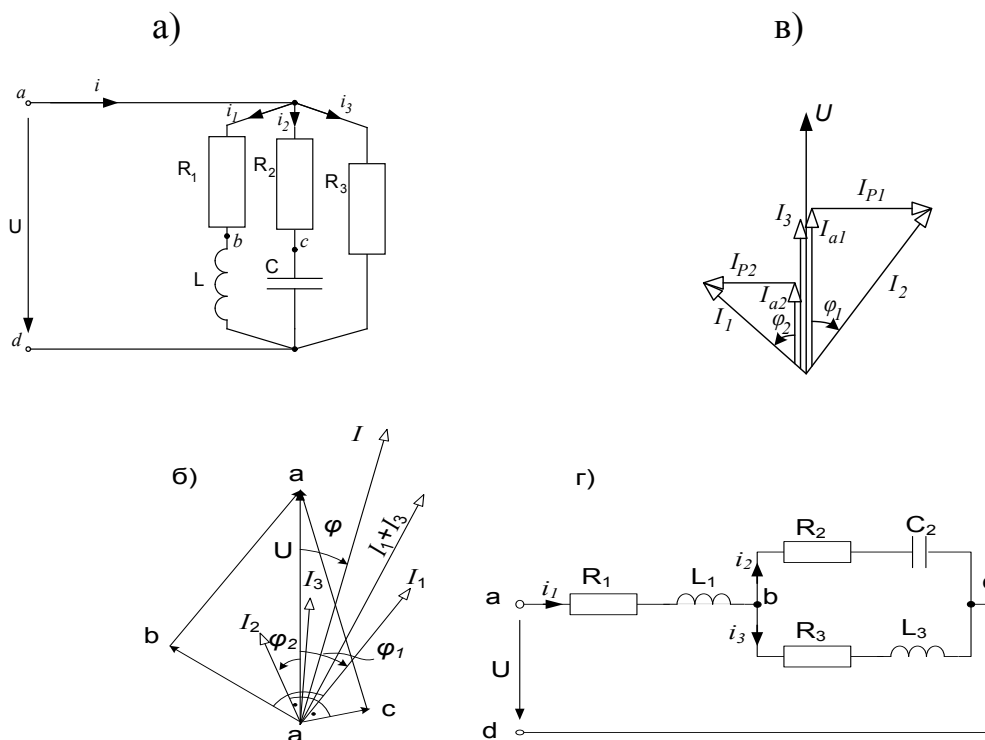 а)
a
i
i1
i2
i3
R1
R2
R3
U
b
c
L
C
d
в)
U
IP1
I3
Ia1
IP2
Ia2
I2
I1
φ2
φ1
б)
I
a
φ
U
I1+I3
I3
I1
I2
φ2
φ1
b
c
a
г)
R2
C2
i2
a
i1
R1
L1
b
i3
R3
L3
U
d